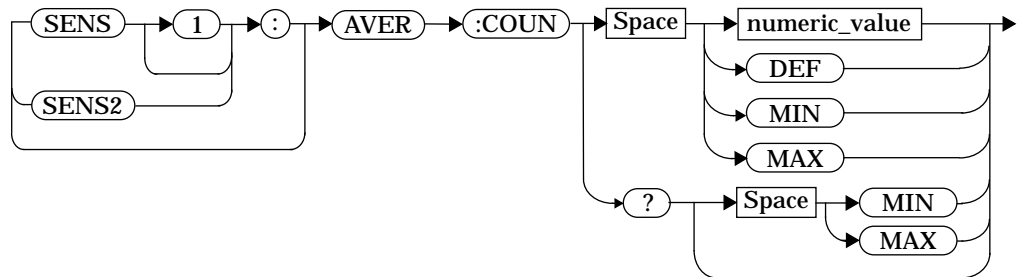 SENS 1 : AVER :COUN Space numeric_value
DEF
SENS2 MIN
MAX
? Space MIN
MAX